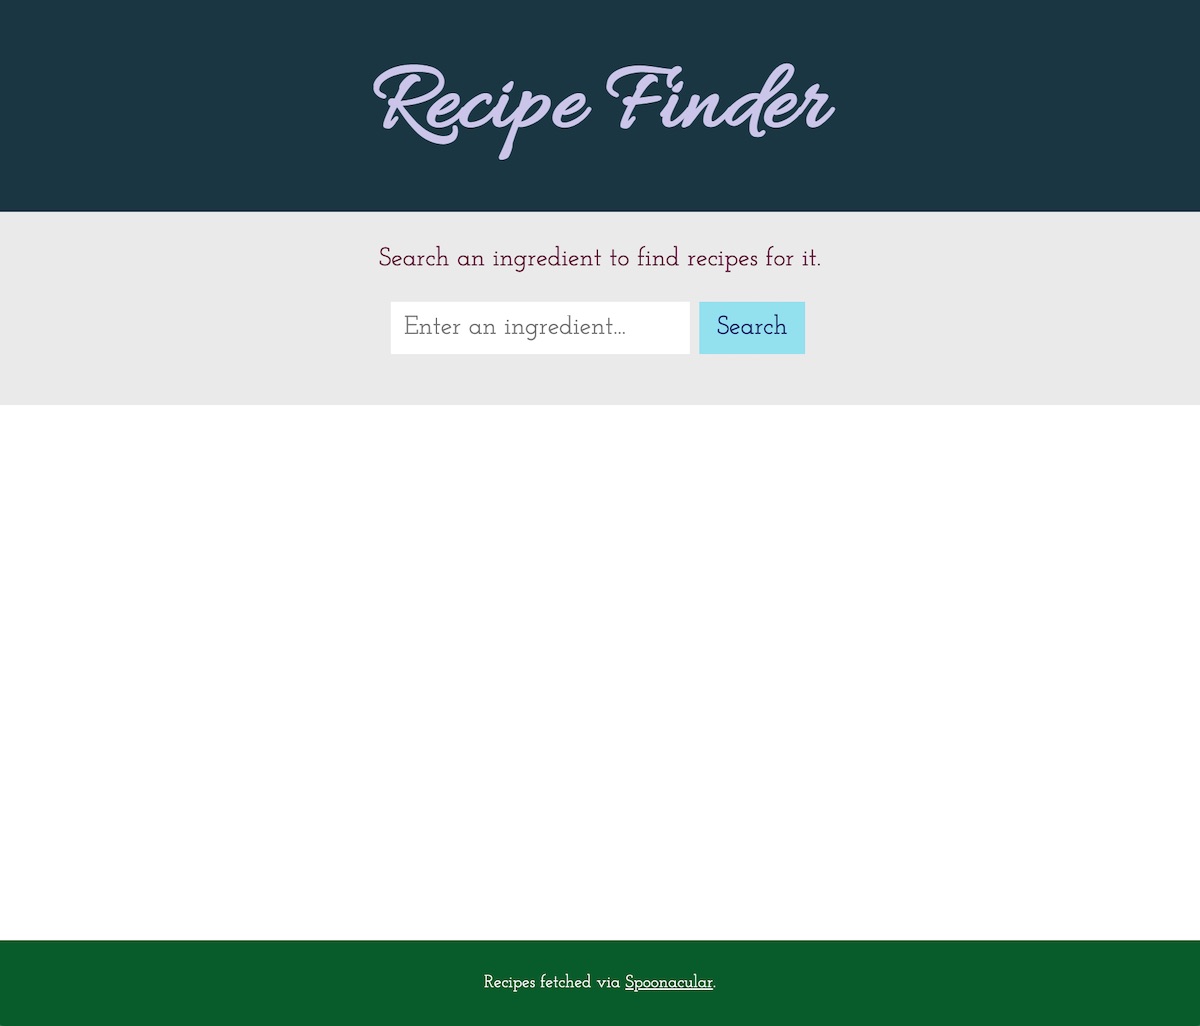 Recipe Finder
Search an ingredient to find recipes for it.
Enter an ingredient...
Search
Recipes fetched via Spoonacular.